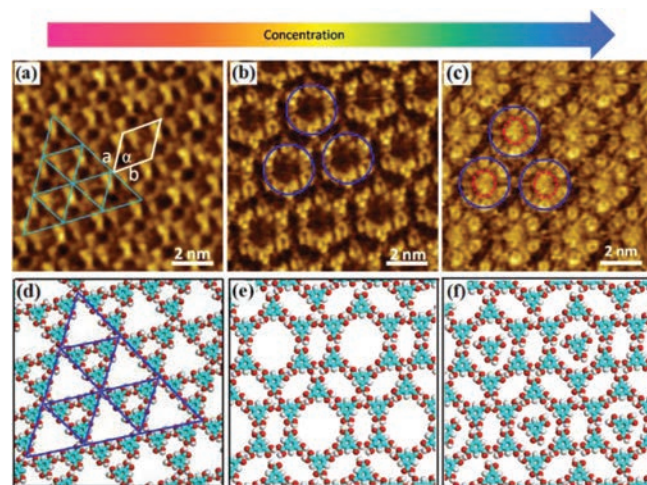 Concentration
(a)
a
α
b
2 nm
(b)
2 nm
(c)
2 nm
(d)
(e)
(f)